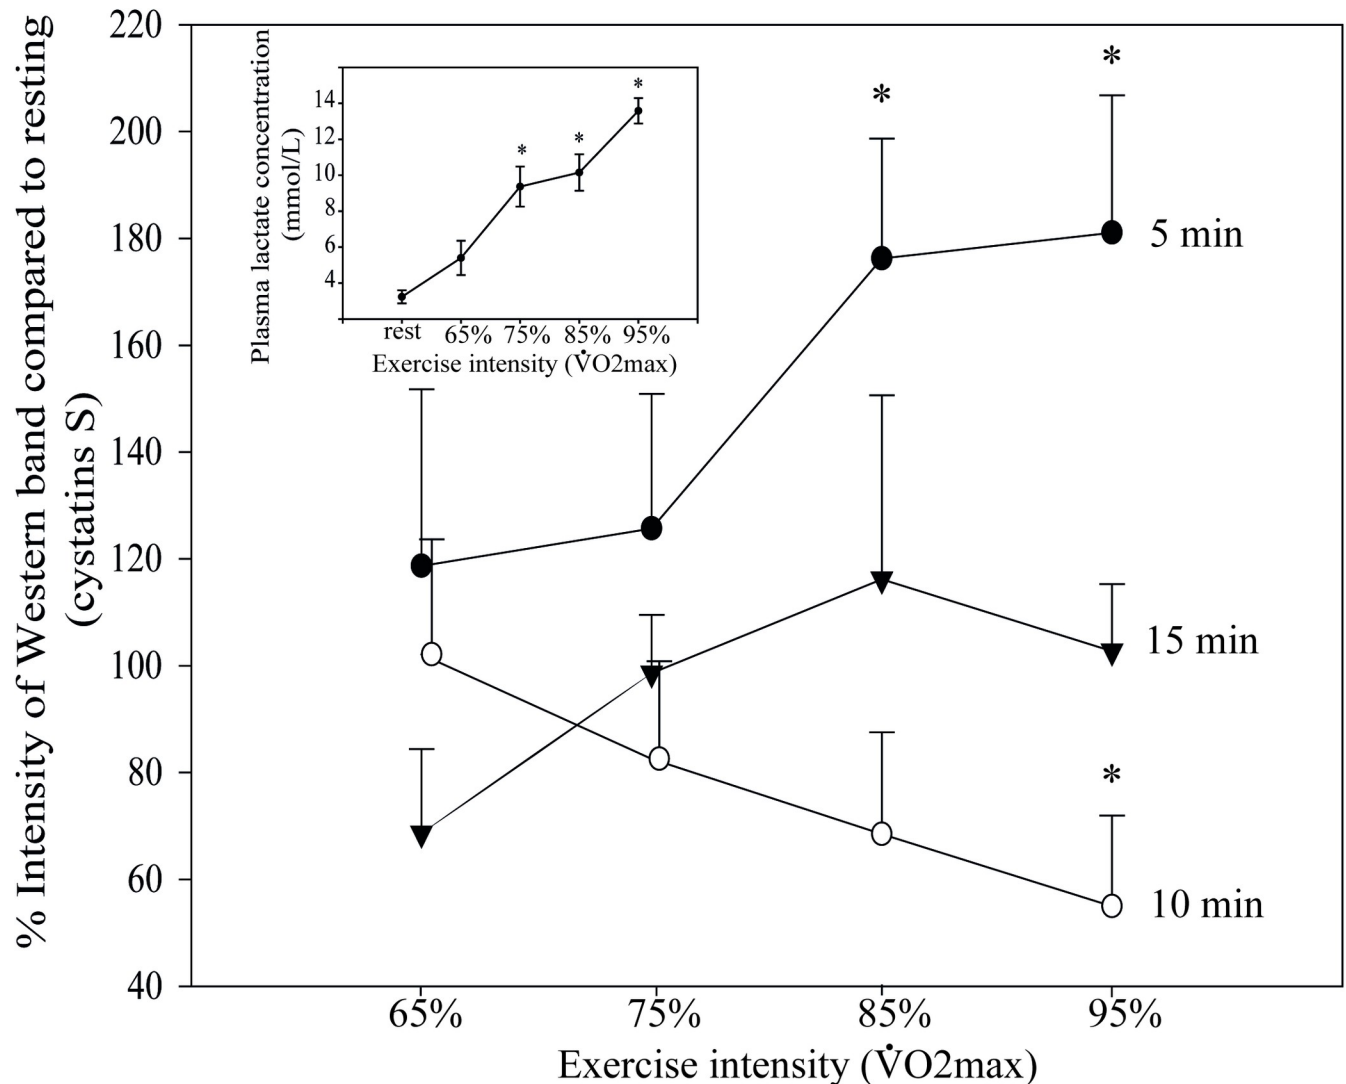 % Intensity of Western band compared to resting
(cystatins S)
220
200
180
160
140
120
100
80
60
40
Plasma lactate concentration
(mmol/L)
14
12
10
8
6
4
*
*
*
rest 65% 75% 85% 95%
Exercise intensity (V̇O2max)
*
*
5 min
15 min
*
10 min
65% 75% 85% 95%
Exercise intensity (V̇O2max)